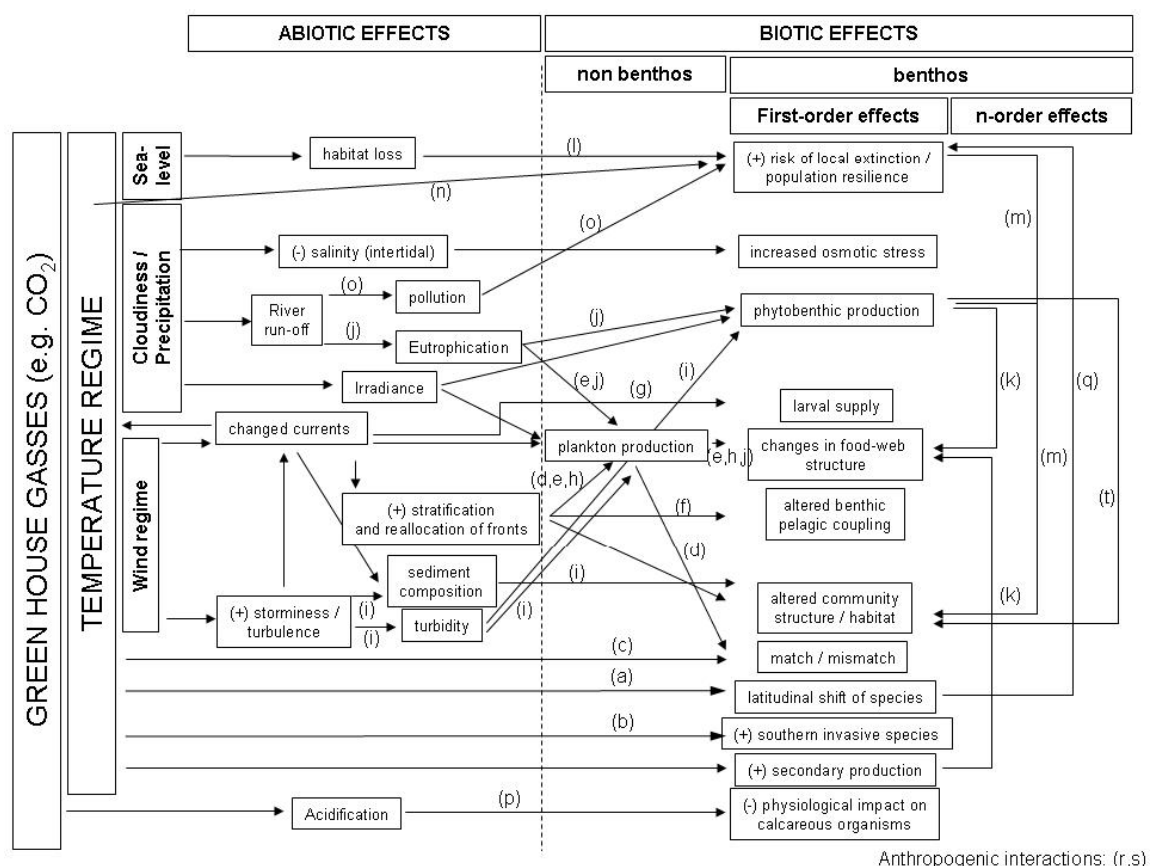 ABIOTIC EFFECTS
BIOTIC EFFECTS
non benthos
benthos
First-order effects
n-order effects
GREEN HOUSE GASSES (e.g. CO2)
TEMPERATURE REGIME
Sea-
level
habitat loss
(l)
(+) risk of local extinction /
population resilience
(n)
(m)
Cloudiness /
Precipitation
(o)
(-) salinity (intertidal)
increased osmotic stress
River
run-off
(o)
pollution
(j)
Eutrophication
(j)
phytobenthic production
Irradiance
(e,j)
(g)
(i)
(k)
(q)
larval supply
changed currents
plankton production
(e,h,j)
changes in food-web
structure
(m)
Wind regime
(d,e,h)
(+) stratification
and reallocation of fronts
(f)
altered benthic
pelagic coupling
(t)
(d)
sediment
composition
(i)
altered community
structure / habitat
(k)
(+) storminess /
turbulence
(i)
(i)
turbidity
(i)
(c)
match / mismatch
(a)
latitudinal shift of species
(b)
(+) southern invasive species
(+) secondary production
Acidification
(p)
(-) physiological impact on
calcareous organisms
Anthropogenic interactions: (r,s)